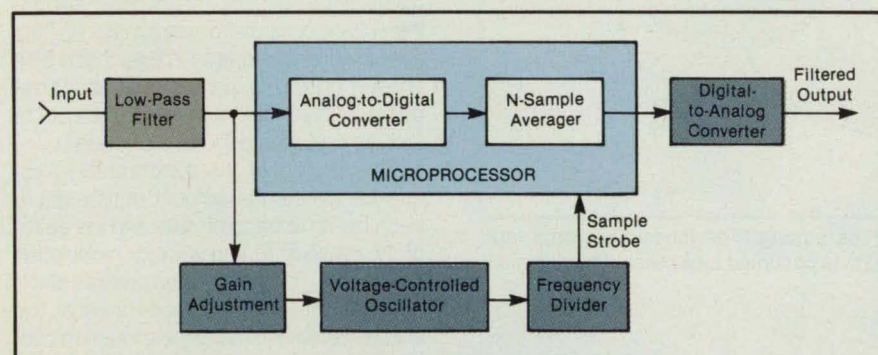 Input
Low-Pass
Filter
Analog-to-Digital
Converter
N-Sample
Averager
MICROPROCESSOR
Digital-
to-Analog
Converter
Filtered
Output
Sample
Strobe
Gain
Adjustment
Voltage-Controlled
Oscillator
Frequency
Divider